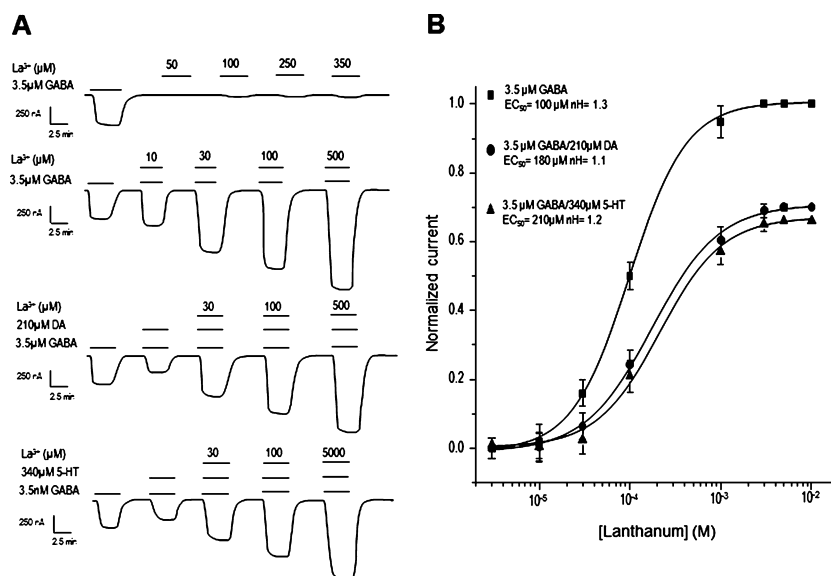 A
La³⁺ (µM) 50 100 250 350
3.5µM GABA
250 nA
2.5 min
La³⁺ (µM) 10 30 100 500
3.5µM GABA
250 nA
2.5 min
La³⁺ (µM) 30 100 500
210µM DA
3.5µM GABA
250 nA
2.5 min
La³⁺ (µM) 30 100 5000
340µM 5-HT
3.5nM GABA
250 nA
2.5 min
B
3.5 µM GABA
EC₅₀= 100 µM nH= 1.3
3.5 µM GABA/210µM DA
EC₅₀= 180µM nH= 1.1
3.5 µM GABA/340µM 5-HT
EC₅₀= 210µM nH= 1.2
Normalized current
1.0
0.8
0.6
0.4
0.2
0.0
10⁻⁵ 10⁻⁴ 10⁻³ 10⁻²
[Lanthanum] (M)